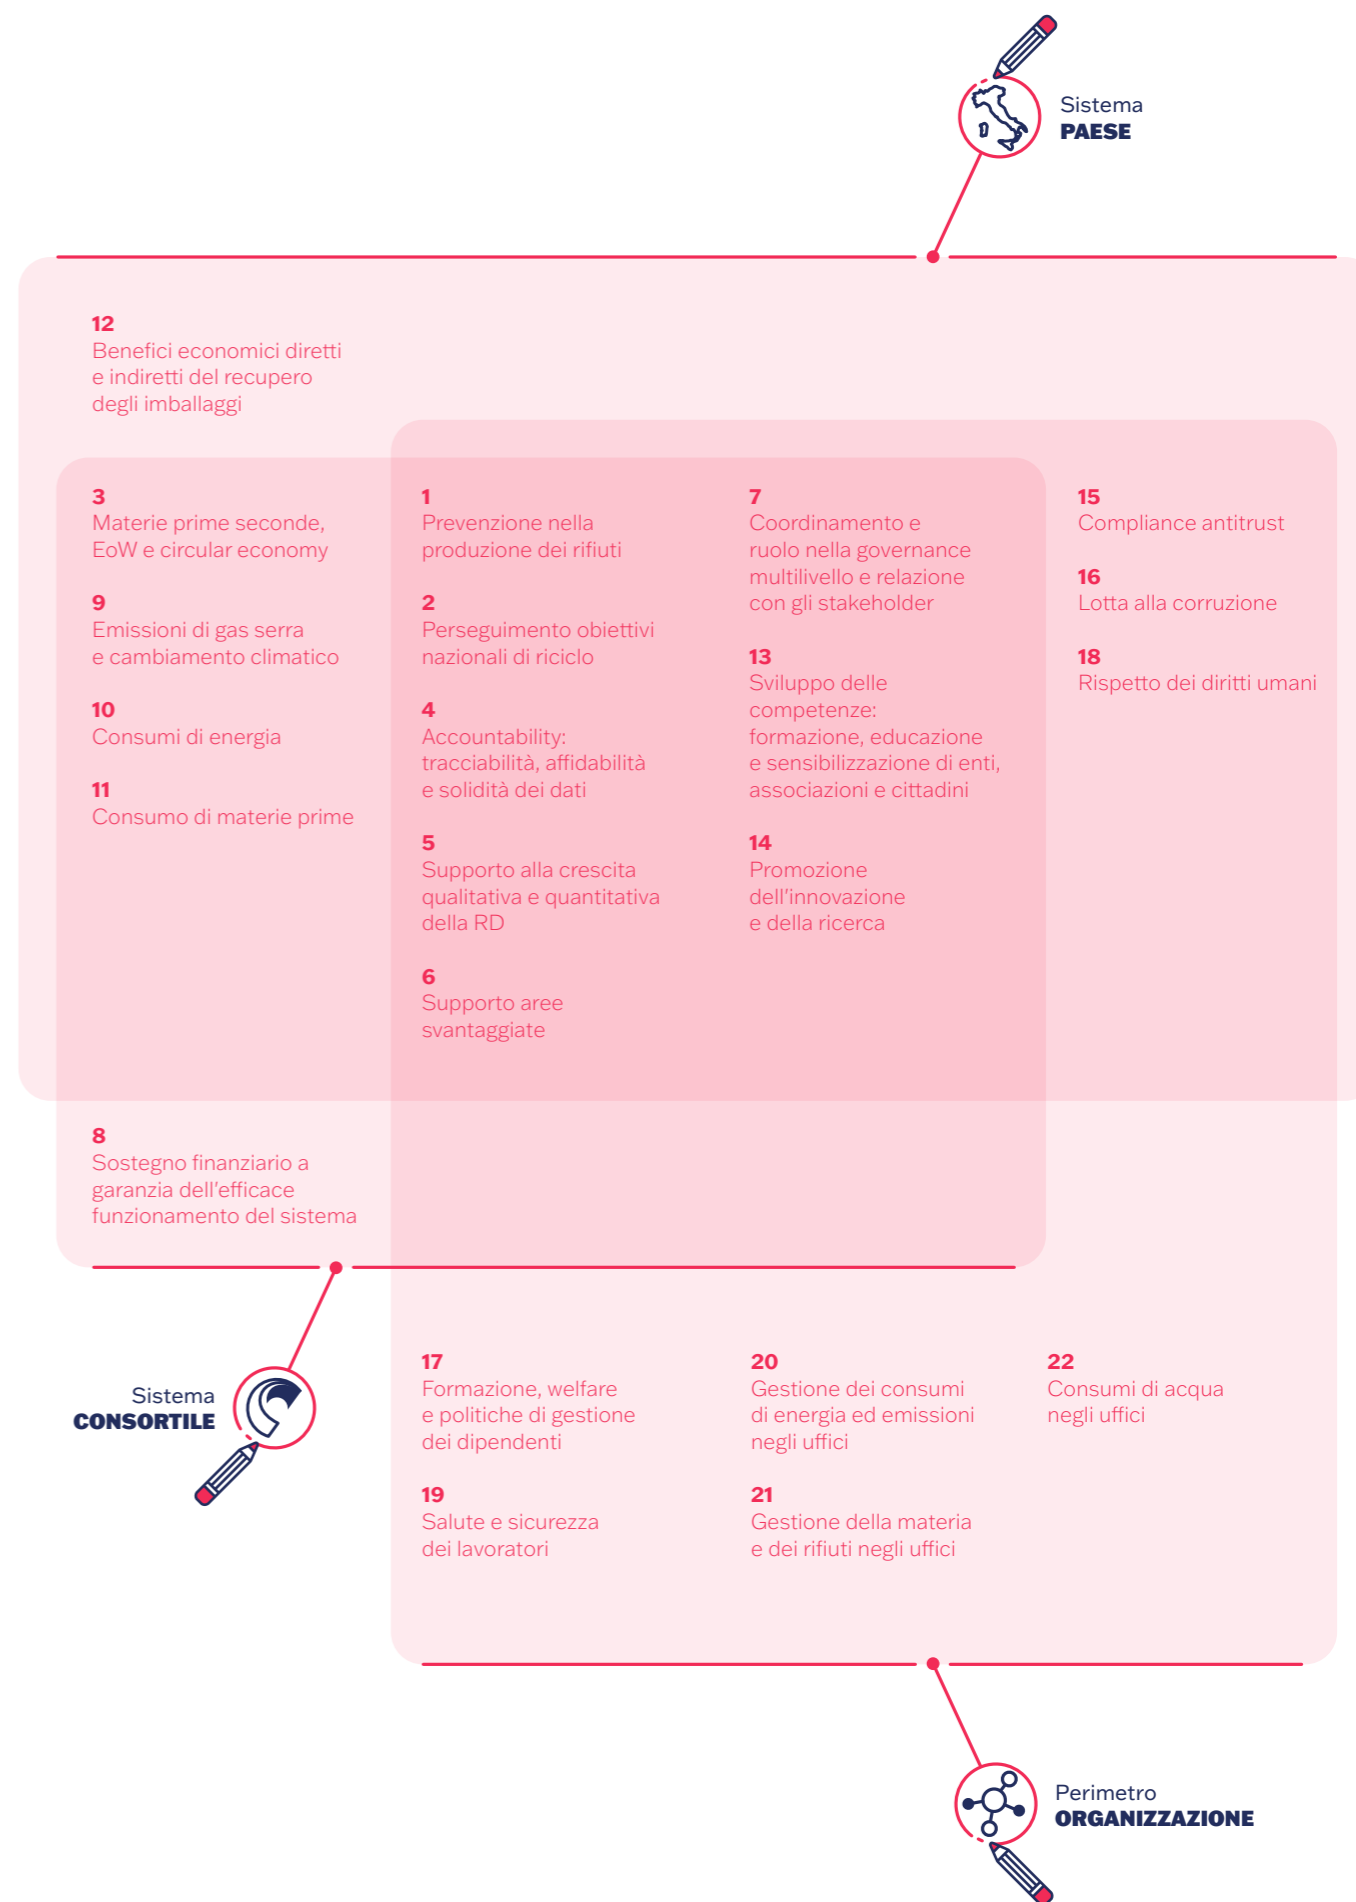 Sistema
PAESE
12
Benefici economici diretti
e indiretti del recupero
degli imballaggi
3
Materie prime seconde,
EoW e circular economy
9
Emissioni di gas serra
e cambiamento climatico
10
Consumi di energia
11
Consumo di materie prime
1
Prevenzione nella
produzione dei rifiuti
2
Perseguimento obiettivi
nazionali di riciclo
4
Accountability:
tracciabilità, affidabilità
e solidità dei dati
5
Supporto alla crescita
qualitativa e quantitativa
della RD
6
Supporto aree
svantaggiate
7
Coordinamento e
ruolo nella governance
multilivello e relazione
con gli stakeholder
13
Sviluppo delle
competenze:
formazione, educazione
e sensibilizzazione di enti,
associazioni e cittadini
14
Promozione
dell'innovazione
e della ricerca
15
Compliance antitrust
16
Lotta alla corruzione
18
Rispetto dei diritti umani
8
Sostegno finanziario a
garanzia dell'efficace
funzionamento del sistema
Sistema
CONSORTILE
17
Formazione, welfare
e politiche di gestione
dei dipendenti
19
Salute e sicurezza
dei lavoratori
20
Gestione dei consumi
di energia ed emissioni
negli uffici
21
Gestione della materia
e dei rifiuti negli uffici
22
Consumi di acqua
negli uffici
Perimetro
ORGANIZZAZIONE